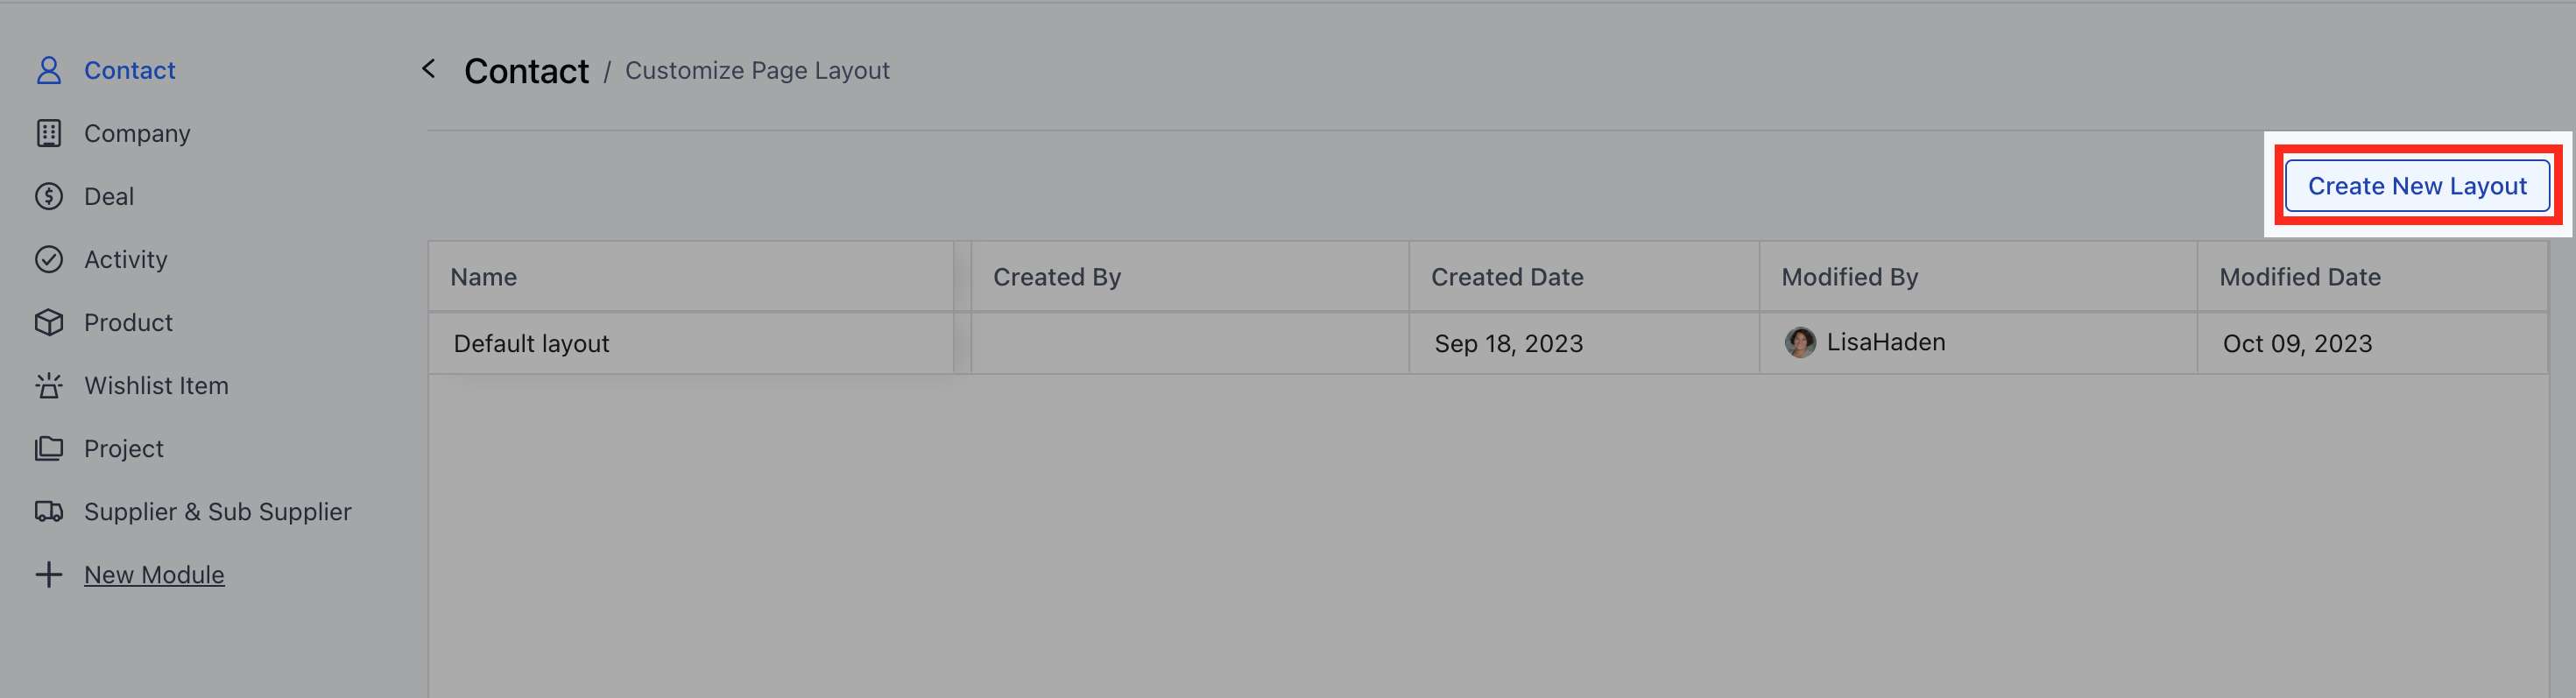 Contact
Company
Deal
Activity
Product
Wishlist Item
Project
Supplier & Sub Supplier
New Module
Contact / Customize Page Layout
Create New Layout
Name Created By Created Date Modified By Modified Date
Default layout Sep 18, 2023 LisaHaden Oct 09, 2023